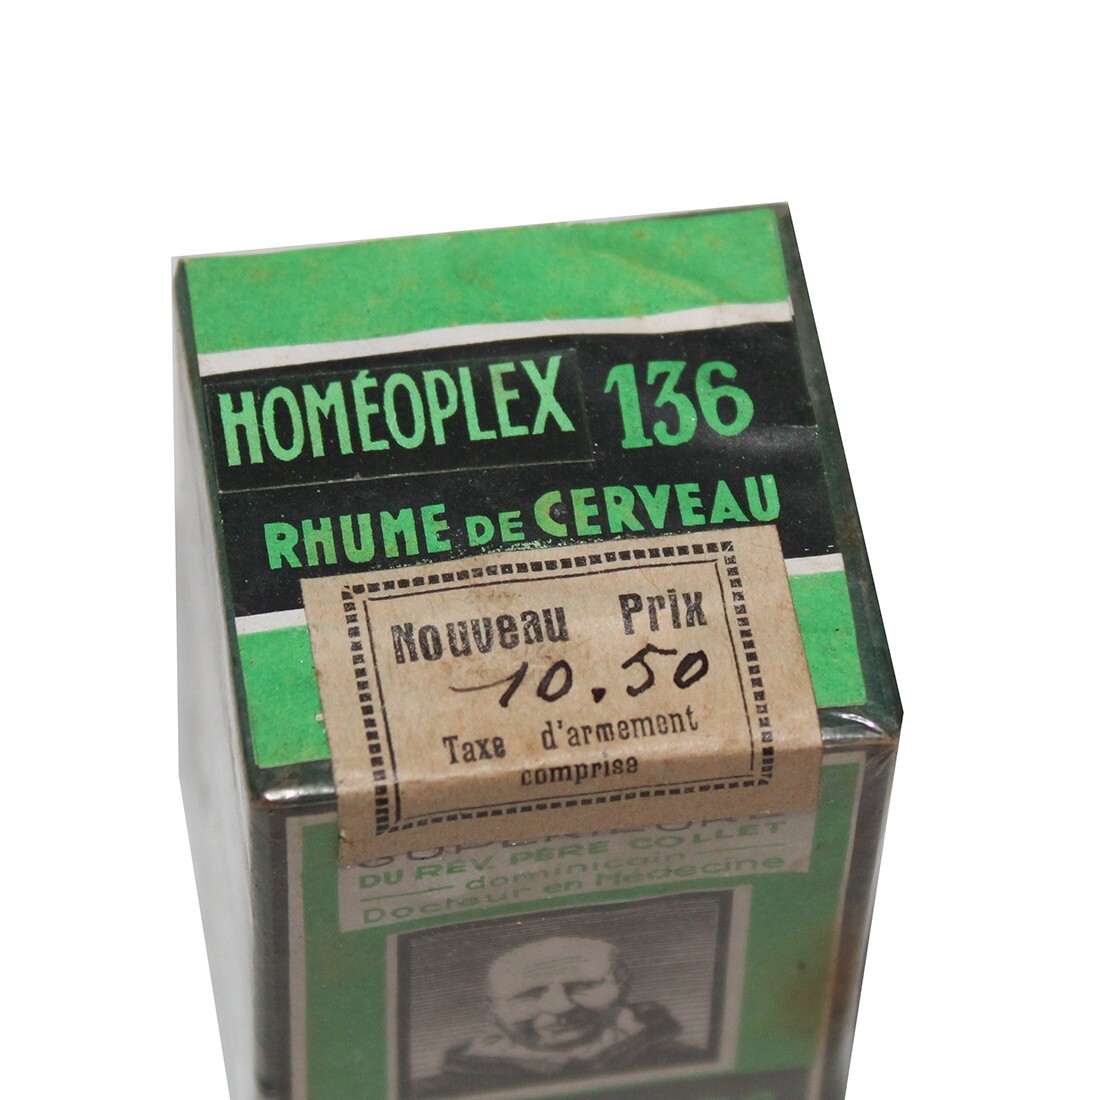 HOMÉOPLEX 136
RHUME DE CERVEAU
Nouveau Prix
10.50
Taxe d'armement
comprise
DU RÉV. PÈRE COLLET
dominicain
Docteur en Médecine